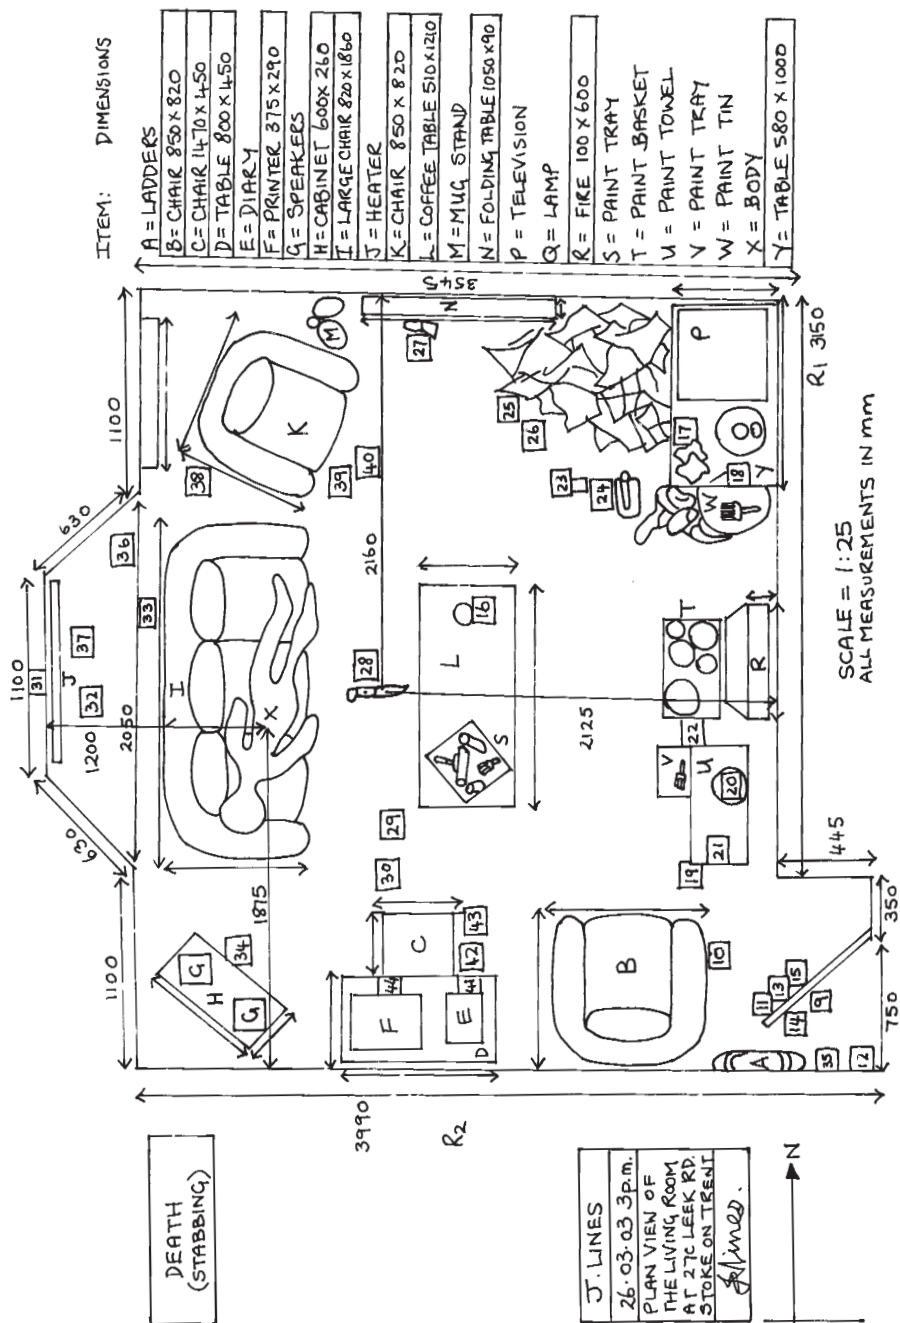 DEATH
(STABBING)
ITEM: DIMENSIONS
A = LADDERS
B = CHAIR 850 x 820
C = CHAIR 1470 x 450
D = TABLE 800 x 450
E = DIARY
F = PRINTER 375 x 290
G = SPEAKERS
H = CABINET 600 x 260
I = LARGE CHAIR 820 x 1860
J = HEATER
K = CHAIR 850 x 820
L = COFFEE TABLE 510 x 1210
M = MUG STAND
N = FOLDING TABLE 1050 x 90
P = TELEVISION
Q = LAMP
R = FIRE 100 x 600
S = PAINT TRAY
T = PAINT BASKET
U = PAINT TOWEL
V = PAINT TRAY
W = PAINT TIN
X = BODY
Y = TABLE 580 x 1000
1100
630
1100
630
1100
31
J
32
37
36
1200
2050
33
I
X
G
H
G
34
1875
38
K
M
39
40
3545
2160
28
27
N
29
30
L
16
S
C
43
42
44
41
F
E
D
3990
R2
25
26
23
24
17
18
P
Y
W
2125
T
R
22
V
U
20
21
19
B
10
R1 3150
445
350
750
11
13
15
14
9
A
35
12
SCALE = 1:25
ALL MEASUREMENTS IN mm
J. LINES
26.03.03 3p.m.
PLAN VIEW OF
THE LIVING ROOM
AT 27C LEEK RD.
STOKE ON TRENT
JLines.
N